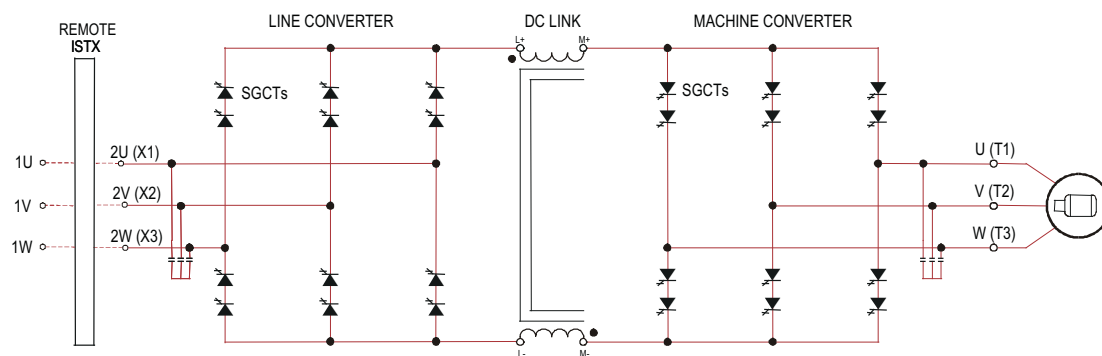 REMOTE
ISTX
LINE CONVERTER
DC LINK
MACHINE CONVERTER
L+
M+
SGCTs
SGCTs
1U
2U (X1)
U (T1)
1V
2V (X2)
V (T2)
1W
2W (X3)
W (T3)
L-
M-